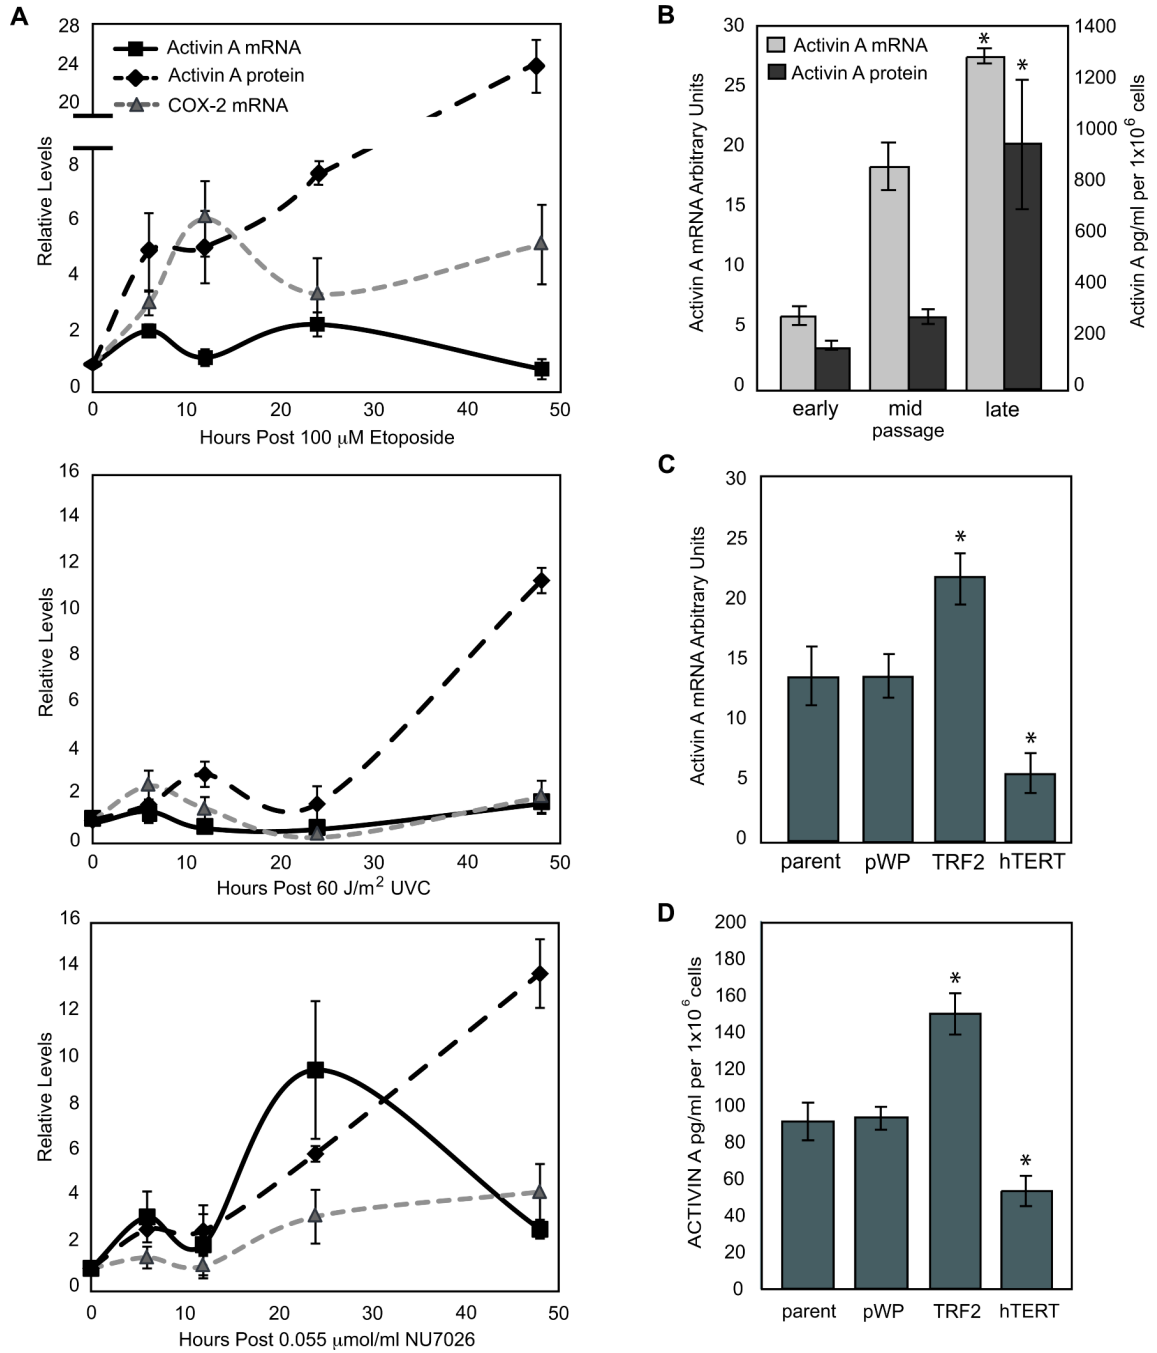 A
28
24
20
8
6
4
2
0
Relative Levels
Activin A mRNA
Activin A protein
COX-2 mRNA
0 10 20 30 40 50
Hours Post 100 μM Etoposide
16
14
12
10
8
6
4
2
0
Relative Levels
0 10 20 30 40 50
Hours Post 60 J/m² UVC
16
14
12
10
8
6
4
2
0
Relative Levels
0 10 20 30 40 50
Hours Post 0.055 μmol/ml NU7026
B
30
25
20
15
10
5
0
Activin A mRNA Arbitrary Units
Activin A mRNA
Activin A protein
* *
1400
1200
1000
800
600
400
200
0
Activin A pg/ml per 1x10⁶ cells
early mid late
passage
C
30
25
20
15
10
5
0
Activin A mRNA Arbitrary Units
*
*
parent pWP TRF2 hTERT
D
200
180
160
140
120
100
80
60
40
20
0
ACTIVIN A pg/ml per 1x10⁶ cells
*
*
parent pWP TRF2 hTERT